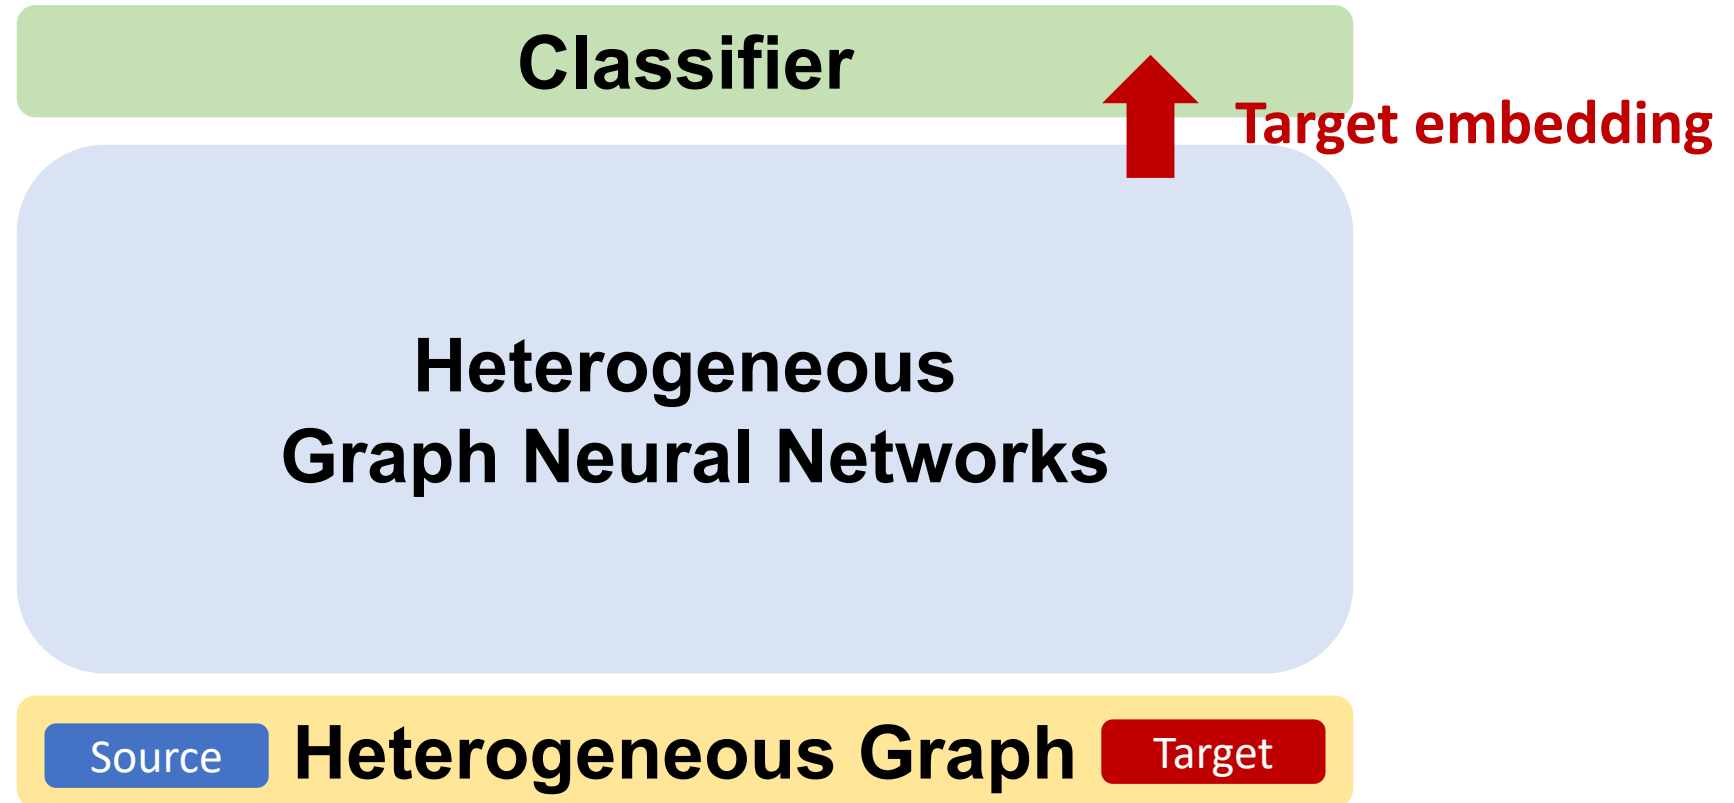 Classifier
Target embedding
Heterogeneous
Graph Neural Networks
Source
Heterogeneous Graph
Target